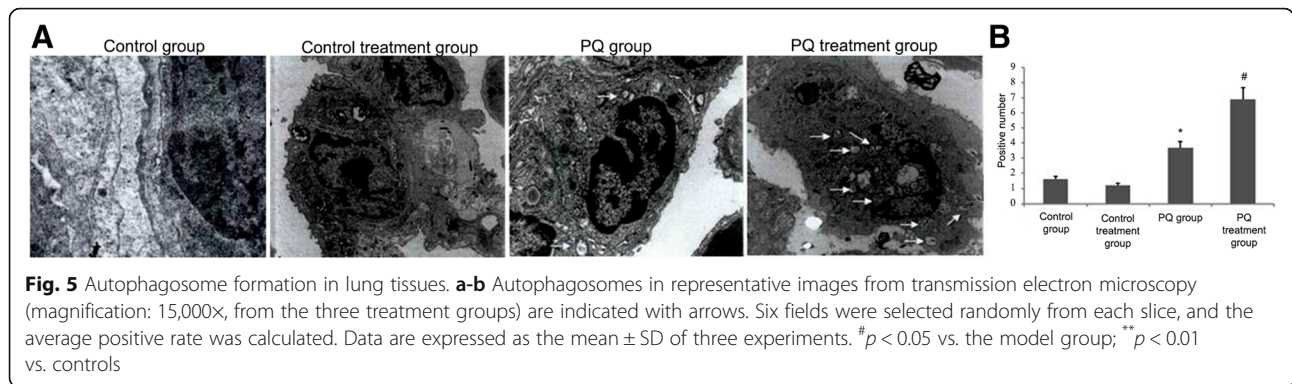 A
Control group
Control treatment group
PQ group
PQ treatment group
B
Positive number
9
8
7
6
5
4
3
2
1
0
*
#
Control group
Control treatment group
PQ group
PQ treatment group
Fig. 5 Autophagosome formation in lung tissues. a-b Autophagosomes in representative images from transmission electron microscopy
(magnification: 15,000×, from the three treatment groups) are indicated with arrows. Six fields were selected randomly from each slice, and the
average positive rate was calculated. Data are expressed as the mean ± SD of three experiments. #p < 0.05 vs. the model group; **p < 0.01
vs. controls